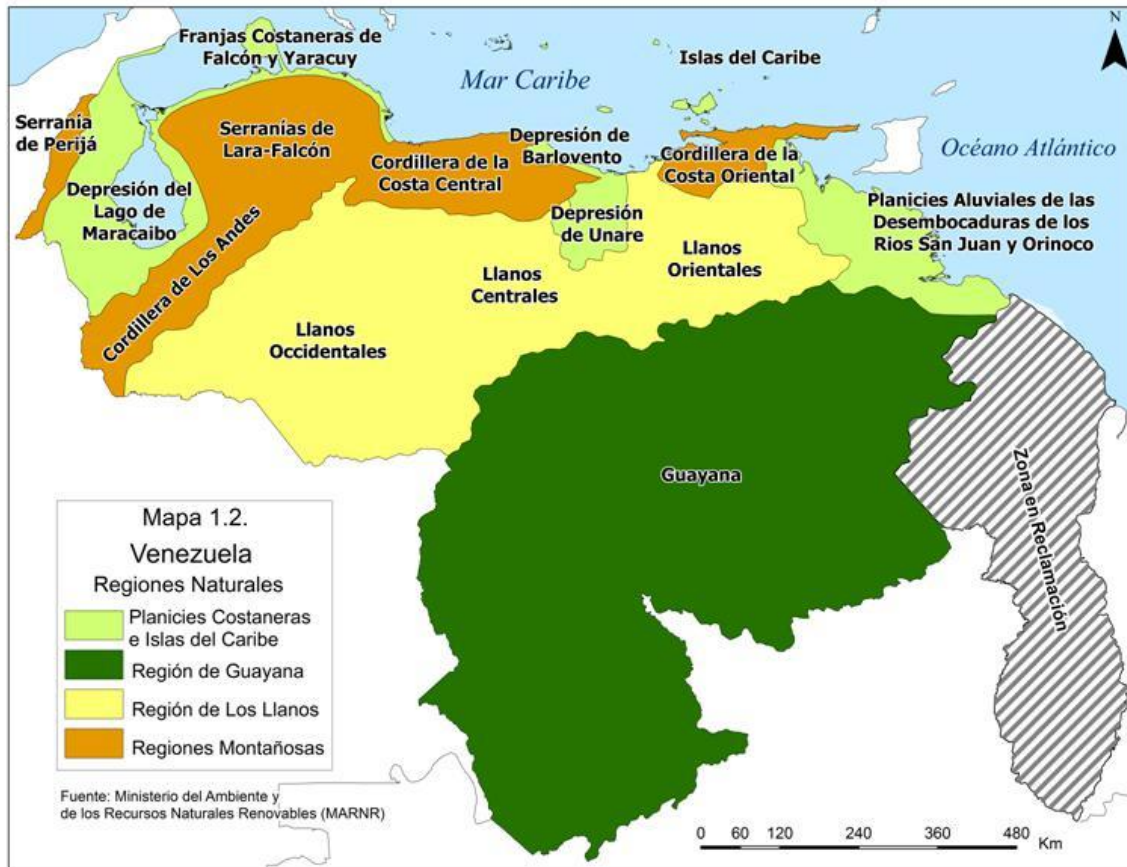 N
Franjas Costaneras de
Falcón y Yaracuy
Islas del Caribe
Mar Caribe
Serranía
de Perijá
Serranías de
Lara-Falcón
Depresión de
Barlovento
Océano Atlántico
Cordillera de la
Costa Central
Cordillera de la
Costa Oriental
Depresión del
Lago de
Maracaibo
Planicies Aluviales de las
Desembocaduras de los
Rios San Juan y Orinoco
Depresión
de Unare
Cordillera de Los Andes
Llanos
Orientales
Llanos
Centrales
Llanos
Occidentales
Guayana
Zona en Reclamación
Mapa 1.2.
Venezuela
Regiones Naturales
Planicies Costaneras
e Islas del Caribe
Región de Guayana
Región de Los Llanos
Regiones Montañosas
Fuente: Ministerio del Ambiente y
de los Recursos Naturales Renovables (MARNR)
0 60 120 240 360 480
Km